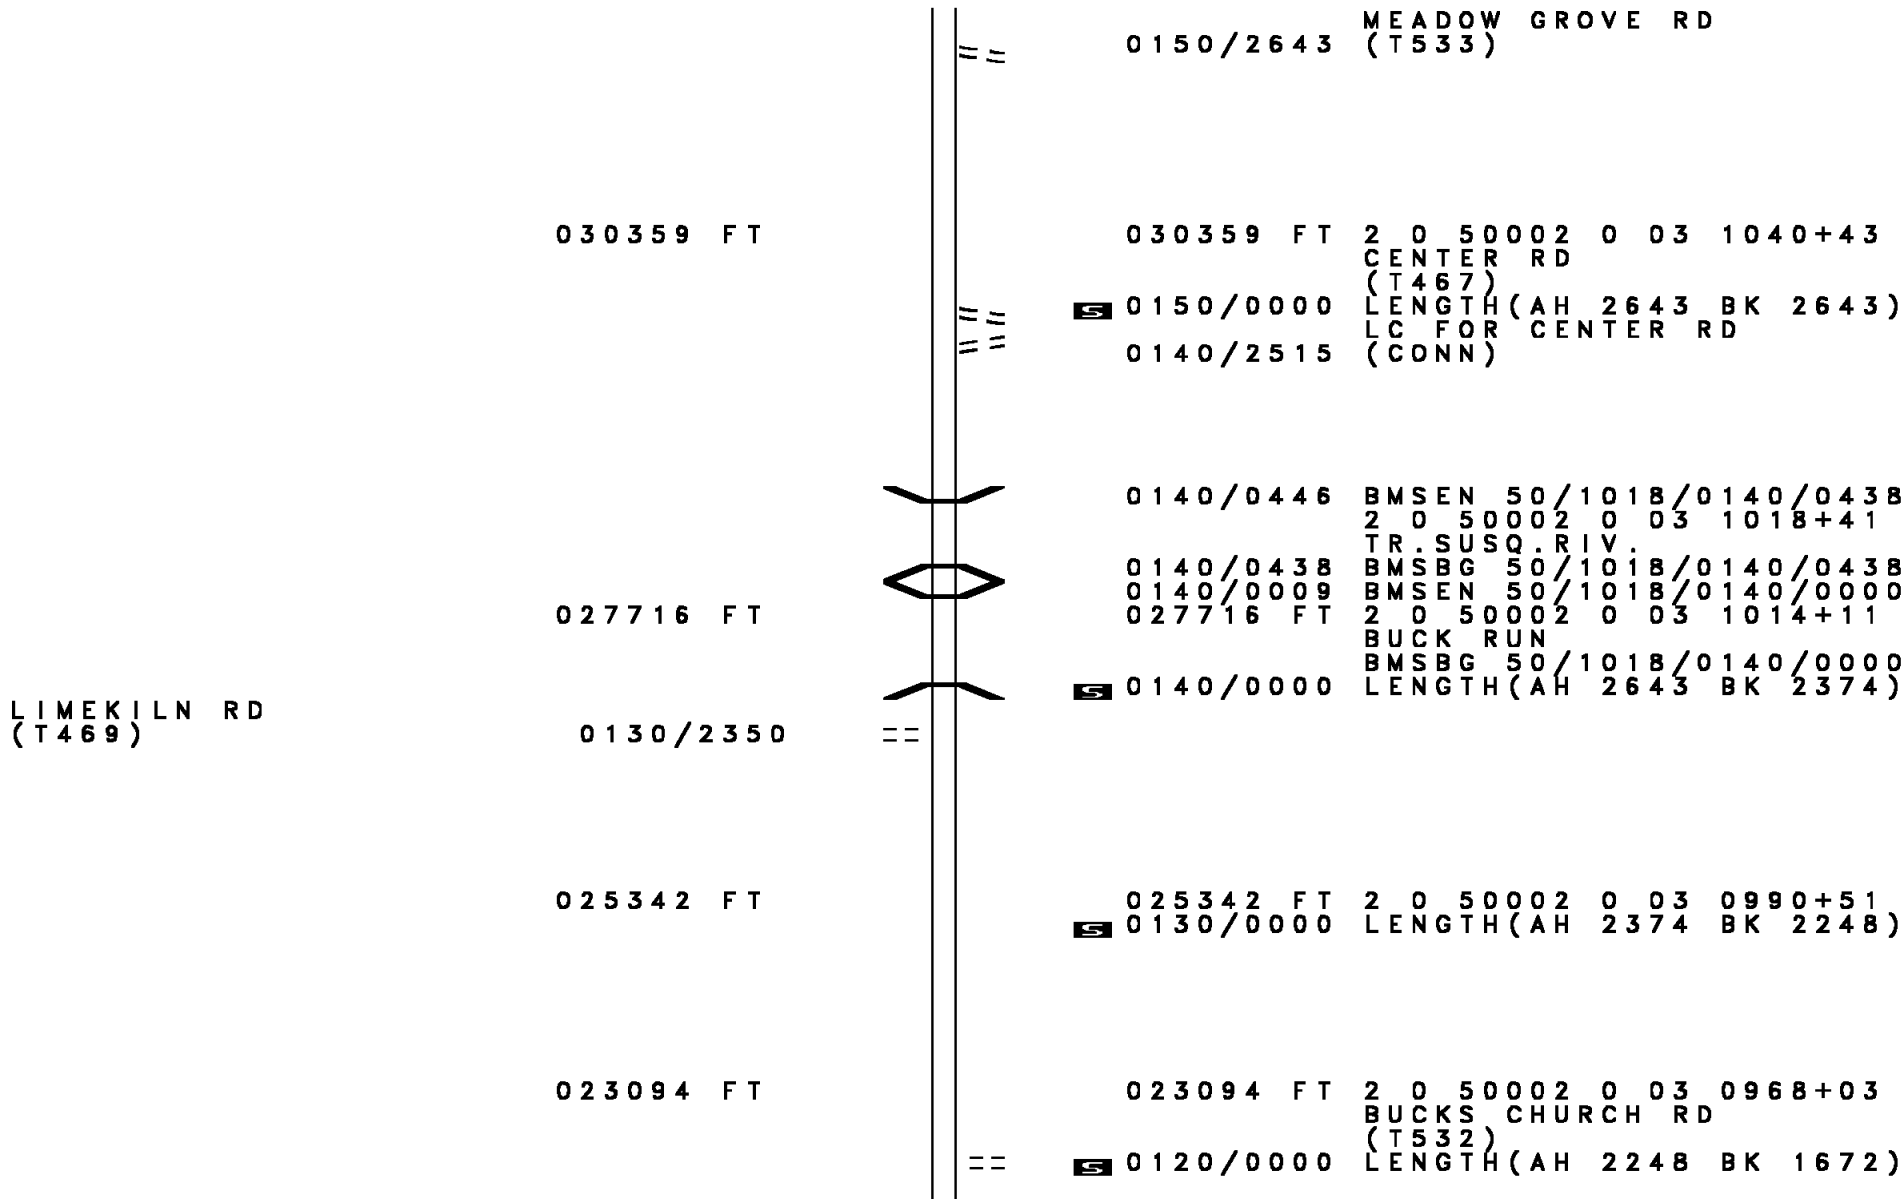 MEADOW GROVE RD
0150/2643 (T533)
030359 FT 030359 FT 2 0 50002 0 03 1040+43
CENTER RD
(T467)
S 0150/0000 LENGTH(AH 2643 BK 2643)
LC FOR CENTER RD
0140/2515 (CONN)
0140/0446 BMSEN 50/1018/0140/0438
2 0 50002 0 03 1018+41
TR.SUSQ.RIV.
0140/0438 BMSBG 50/1018/0140/0438
0140/0009 BMSEN 50/1018/0140/0000
027716 FT 027716 FT 2 0 50002 0 03 1014+11
BUCK RUN
BMSBG 50/1018/0140/0000
S 0140/0000 LENGTH(AH 2643 BK 2374)
LIMEKILN RD
(T469) 0130/2350
025342 FT 025342 FT 2 0 50002 0 03 0990+51
S 0130/0000 LENGTH(AH 2374 BK 2248)
023094 FT 023094 FT 2 0 50002 0 03 0968+03
BUCKS CHURCH RD
(T532)
S 0120/0000 LENGTH(AH 2248 BK 1672)